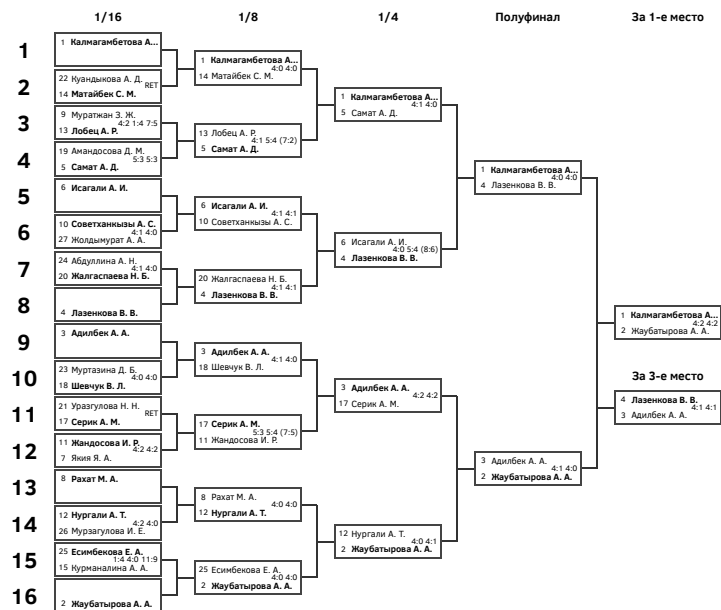 1/16
1/8
1/4
Полуфинал
За 1-е место
1
1 Калмагамбетова А...
2
22 Куандыкова А. Д.
RET
14 Матайбек С. М.
3
9 Муратжан З. Ж.
4:2 1:4 7:5
13 Лобец А. Р.
4
19 Амандосова Д. М.
5:3 5:3
5 Самат А. Д.
5
6 Исагали А. И.
6
10 Советханкызы А. С.
4:1 4:0
27 Жолдымурат А. А.
7
24 Абдуллина А. Н.
4:1 4:0
20 Жалгаспаева Н. Б.
8
4 Лазенкова В. В.
9
3 Адилбек А. А.
10
23 Муртазина Д. Б.
4:0 4:0
18 Шевчук В. Л.
11
21 Уразгулова Н. Н.
RET
17 Серик А. М.
12
11 Жандосова И. Р.
4:2 4:2
7 Якия Я. А.
13
8 Рахат М. А.
14
12 Нургали А. Т.
4:2 4:0
26 Мурзагулова И. Е.
15
25 Есимбекова Е. А.
1:4 4:0 11:9
15 Курманалина А. А.
16
2 Жаубатырова А. А.
1 Калмагамбетова А...
4:0 4:0
14 Матайбек С. М.
13 Лобец А. Р.
4:1 5:4 (7:2)
5 Самат А. Д.
6 Исагали А. И.
4:1 4:1
10 Советханкызы А. С.
20 Жалгаспаева Н. Б.
4:1 4:1
4 Лазенкова В. В.
3 Адилбек А. А.
4:1 4:0
18 Шевчук В. Л.
17 Серик А. М.
5:3 5:4 (7:5)
11 Жандосова И. Р.
8 Рахат М. А.
4:0 4:0
12 Нургали А. Т.
25 Есимбекова Е. А.
4:0 4:0
2 Жаубатырова А. А.
1 Калмагамбетова А...
4:1 4:0
5 Самат А. Д.
6 Исагали А. И.
4:0 5:4 (8:6)
4 Лазенкова В. В.
3 Адилбек А. А.
4:2 4:2
17 Серик А. М.
12 Нургали А. Т.
4:0 4:1
2 Жаубатырова А. А.
1 Калмагамбетова А...
4:0 4:0
4 Лазенкова В. В.
3 Адилбек А. А.
4:1 4:0
2 Жаубатырова А. А.
1 Калмагамбетова А...
4:2 4:2
2 Жаубатырова А. А.
За 3-е место
4 Лазенкова В. В.
4:1 4:1
3 Адилбек А. А.